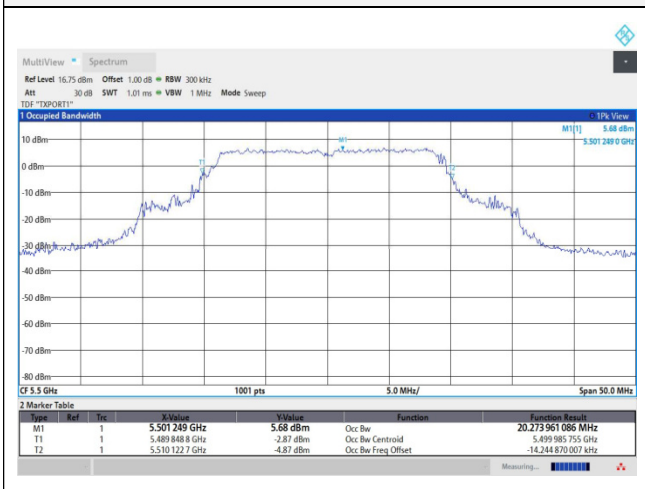 MultiView Spectrum
Ref Level 16.75 dBm Offset 1.00 dB RBW 300 kHz
Att 30 dB SWT 1.01 ms VBW 1 MHz Mode Sweep
TDF "TXPORT1"
1 Occupied Bandwidth 1Pk View
M1[1] 5.68 dBm
5.501 249 0 GHz
10 dBm
M1
T1
T2
0 dBm
-10 dBm
-20 dBm
-30 dBm
-40 dBm
-50 dBm
-60 dBm
-70 dBm
-80 dBm
CF 5.5 GHz 1001 pts 5.0 MHz/ Span 50.0 MHz
2 Marker Table
Type Ref Trc X-Value Y-Value Function Function Result
M1 1 5.501 249 GHz 5.68 dBm Occ Bw 20.273 961 086 MHz
T1 1 5.489 848 8 GHz -2.87 dBm Occ Bw Centroid 5.499 985 755 GHz
T2 1 5.510 122 7 GHz -4.87 dBm Occ Bw Freq Offset -14.244 870 007 kHz
Measuring...